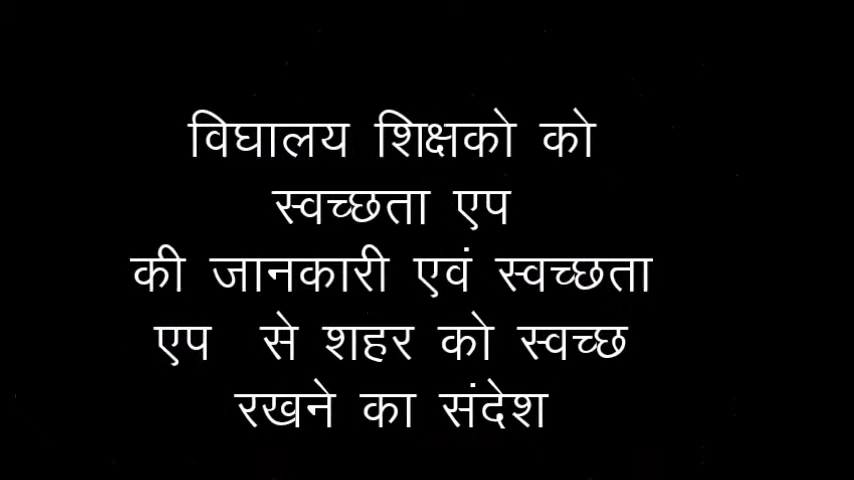 विघालय शिक्षको को
स्वच्छता एप
की जानकारी एवं स्वच्छता
एप से शहर को स्वच्छ
रखने का संदेश